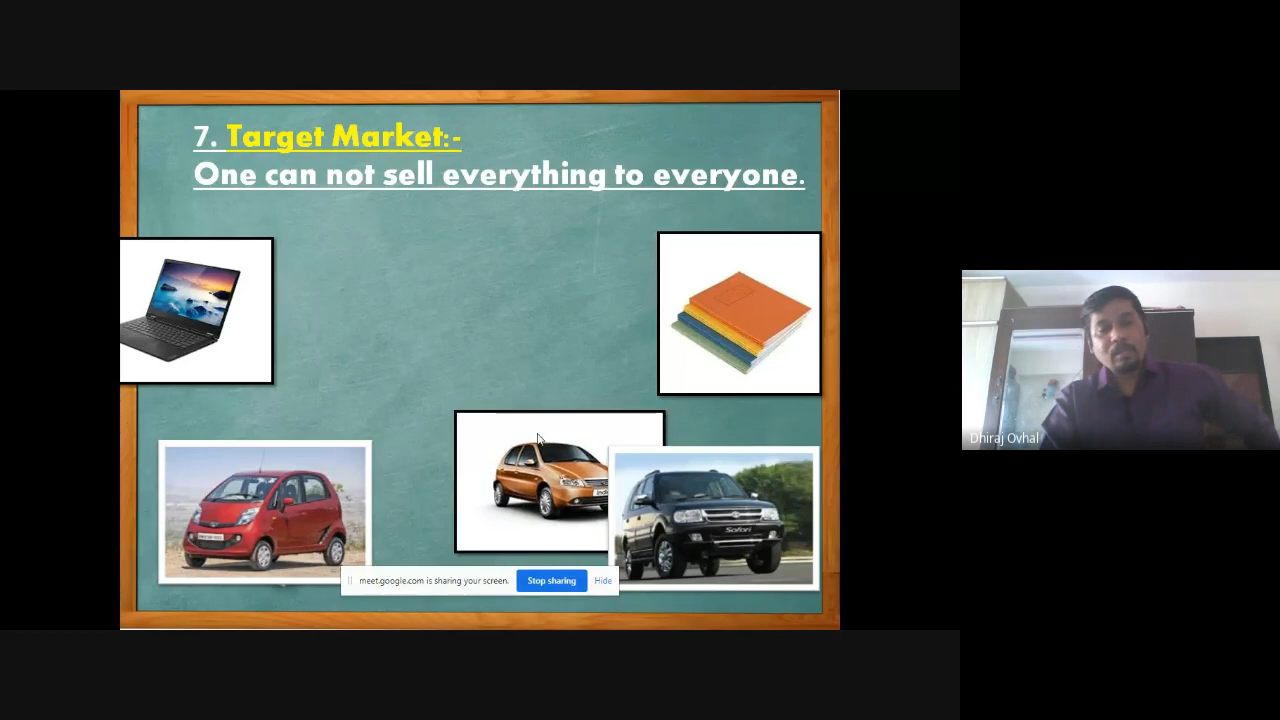 7. Target Market:-
One can not sell everything to everyone.
Safari
meet.google.com is sharing your screen.
Stop sharing
Hide
Dhiraj Ovhal